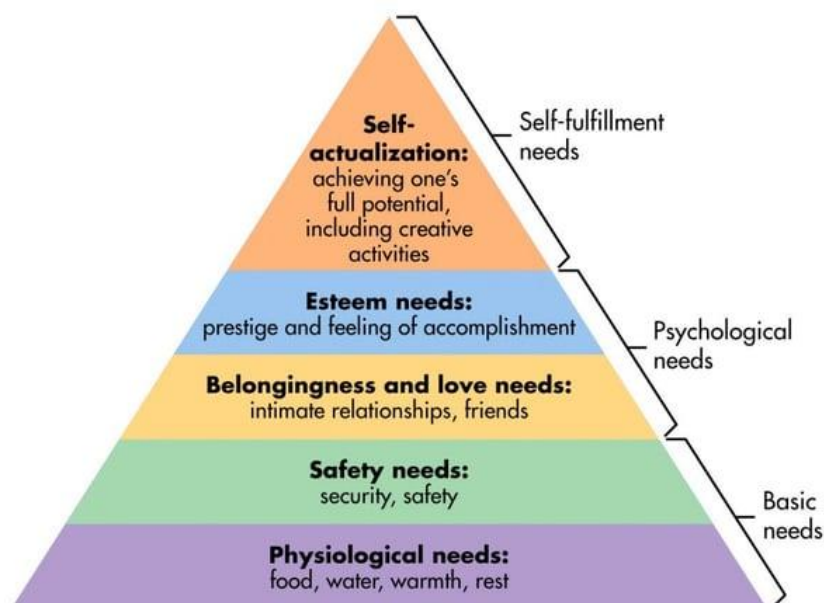 Self-
actualization:
achieving one's
full potential,
including creative
activities
Self-fulfillment
needs
Esteem needs:
prestige and feeling of accomplishment
Belongingness and love needs:
intimate relationships, friends
Psychological
needs
Safety needs:
security, safety
Physiological needs:
food, water, warmth, rest
Basic
needs